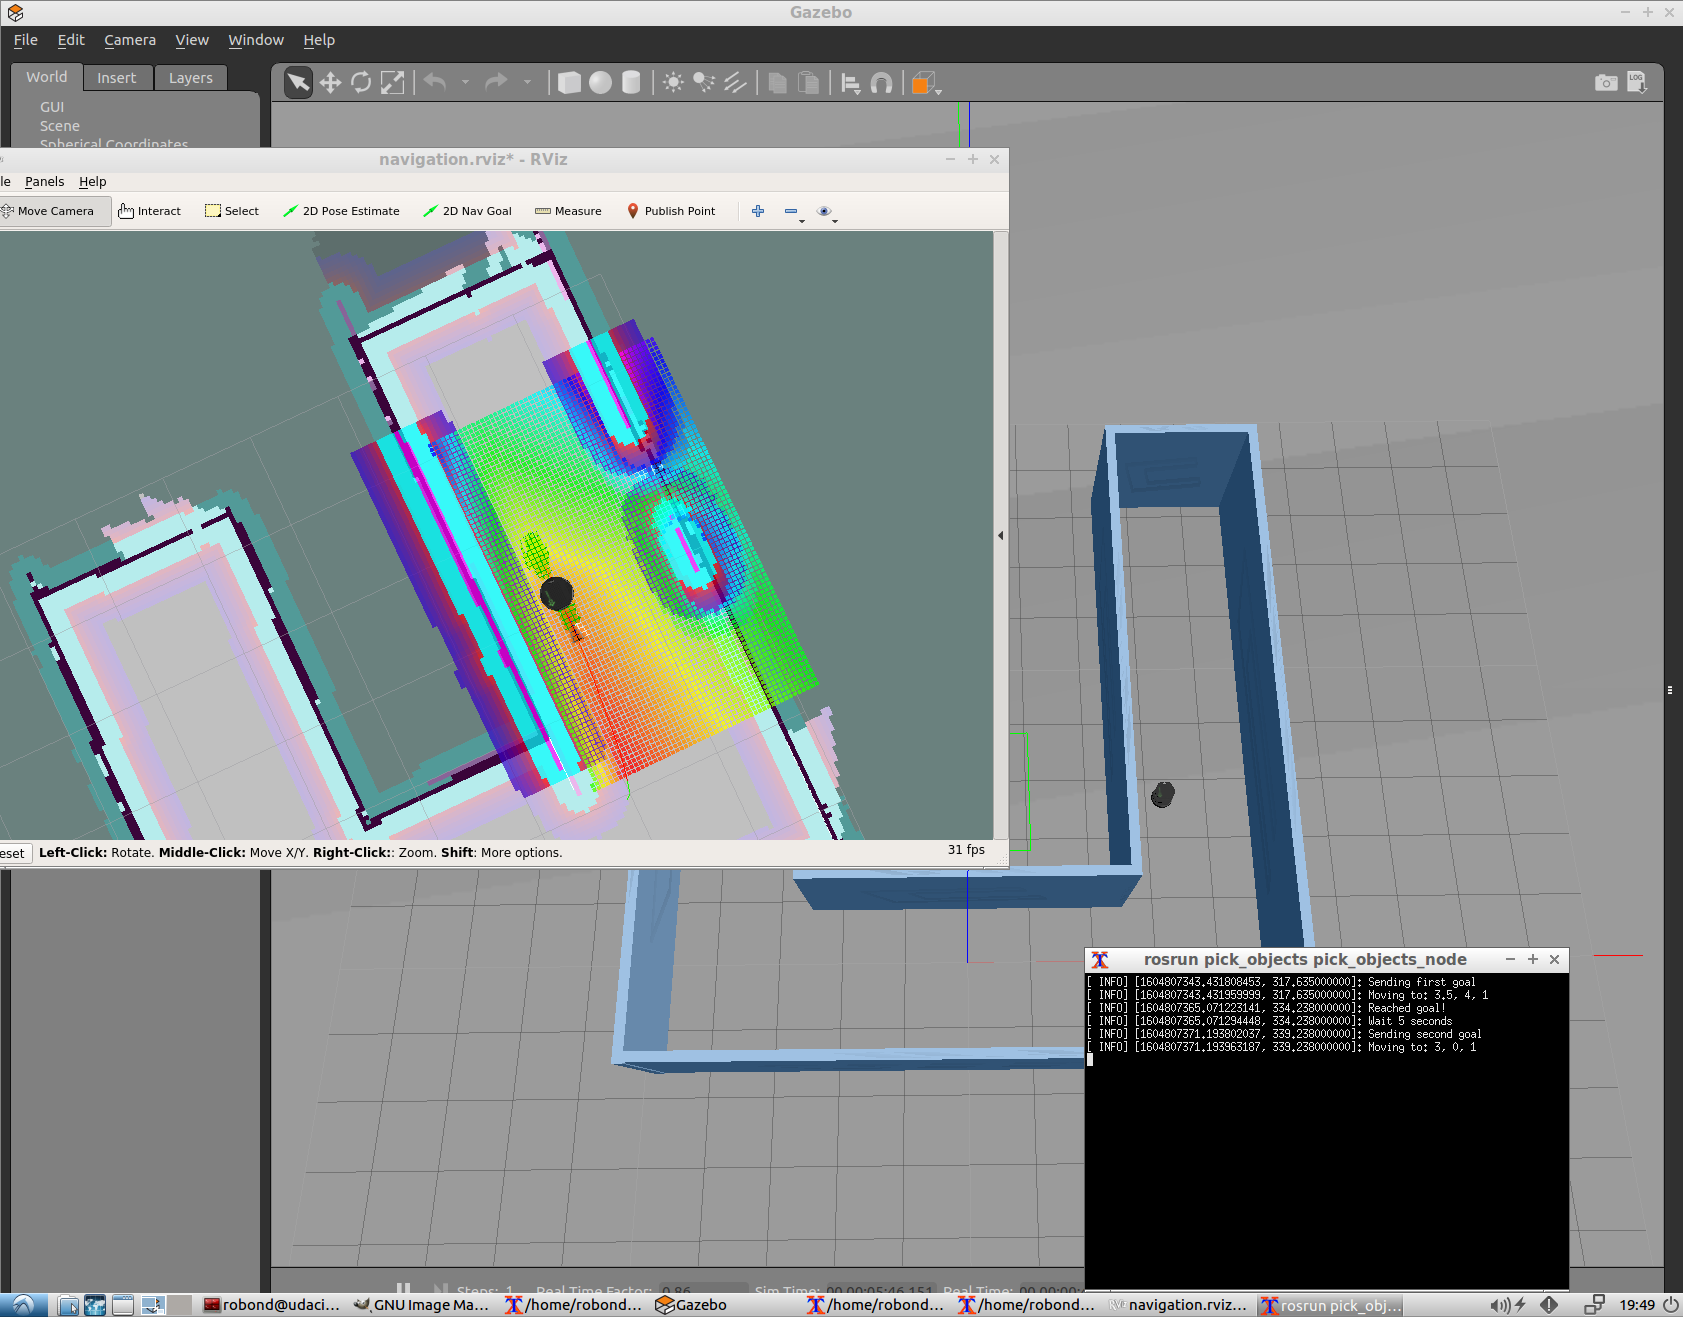 Gazebo
File Edit Camera View Window Help
World Insert Layers
GUI
Scene
Spherical Coordinates
LOG
navigation.rviz* - RViz
le Panels Help
Move Camera Interact Select 2D Pose Estimate 2D Nav Goal Measure Publish Point
eset Left-Click: Rotate. Middle-Click: Move X/Y. Right-Click:: Zoom. Shift: More options. 31 fps
rosrun pick_objects pick_objects_node
[ INFO] [1604807343.431808453, 317.635000000]: Sending first goal
[ INFO] [1604807343.431959999, 317.635000000]: Moving to: 3.5, 4, 1
[ INFO] [1604807365.071223141, 334.238000000]: Reached goal!
[ INFO] [1604807365.071294448, 334.238000000]: Wait 5 seconds
[ INFO] [1604807371.193802037, 339.238000000]: Sending second goal
[ INFO] [1604807371.193963187, 339.238000000]: Moving to: 3, 0, 1
Steps: 1 Real Time Factor: 0.86 Sim Time: 00 00:05:46.151 Real Time: 00 00:0
robond@udaci... GNU Image Ma... /home/robond... Gazebo /home/robond... /home/robond... navigation.rviz... rosrun pick_obj... 19:49